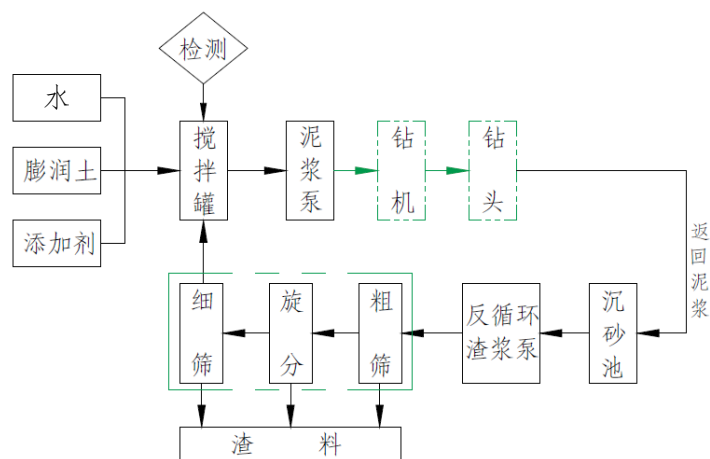 检测
水
膨润土
添加剂
搅拌罐
泥浆泵
钻机
钻头
返回泥浆
细筛
旋分
粗筛
反循环
渣浆泵
沉砂池
渣料